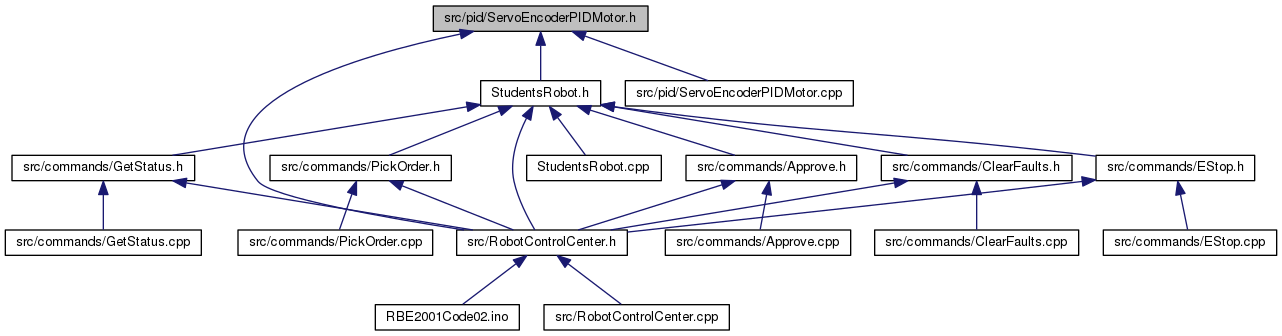 src/pid/ServoEncoderPIDMotor.h
StudentsRobot.h
src/pid/ServoEncoderPIDMotor.cpp
src/commands/GetStatus.h
src/commands/PickOrder.h
StudentsRobot.cpp
src/commands/Approve.h
src/commands/ClearFaults.h
src/commands/EStop.h
src/commands/GetStatus.cpp
src/commands/PickOrder.cpp
src/RobotControlCenter.h
src/commands/Approve.cpp
src/commands/ClearFaults.cpp
src/commands/EStop.cpp
RBE2001Code02.ino
src/RobotControlCenter.cpp